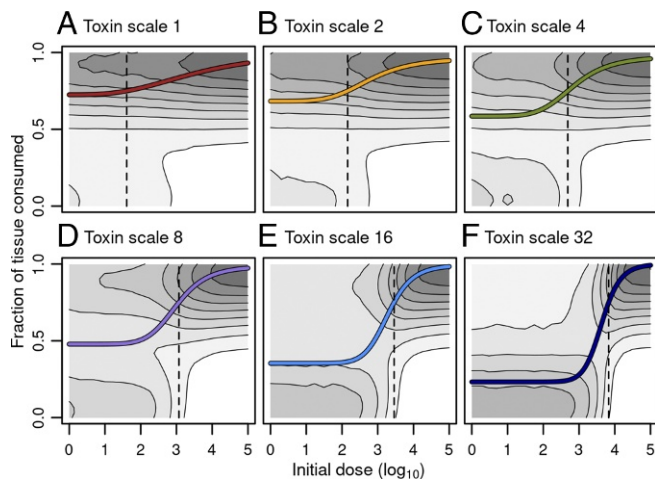 A Toxin scale 1
B Toxin scale 2
C Toxin scale 4
1.0
0.5
0.0
D Toxin scale 8
E Toxin scale 16
F Toxin scale 32
1.0
0.5
0.0
0 1 2 3 4 5
0 1 2 3 4 5
0 1 2 3 4 5
Fraction of tissue consumed
Initial dose (log₁₀)